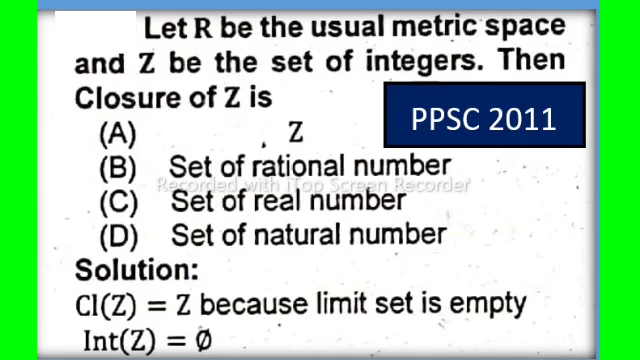 Let R be the usual metric space
and Z be the set of integers. Then
Closure of Z is
PPSC 2011
(A) Z
(B) Set of rational number
Recorded with iTop Screen Recorder
(C) Set of real number
(D) Set of natural number
Solution:
Cl(Z) = Z because limit set is empty
Int(Z) = ∅